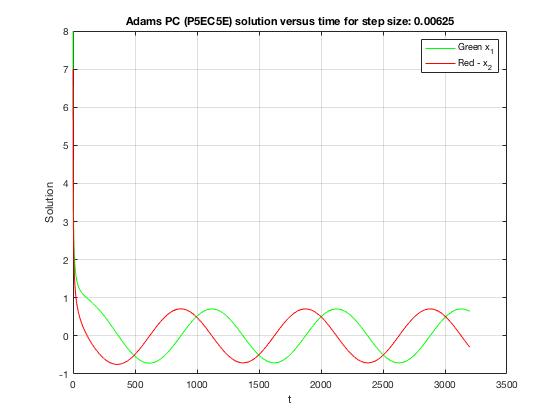 Adams PC (P5EC5E) solution versus time for step size: 0.00625
Green x1
Red - x2
8
7
6
5
4
3
2
1
0
-1
Solution
0 500 1000 1500 2000 2500 3000 3500
t